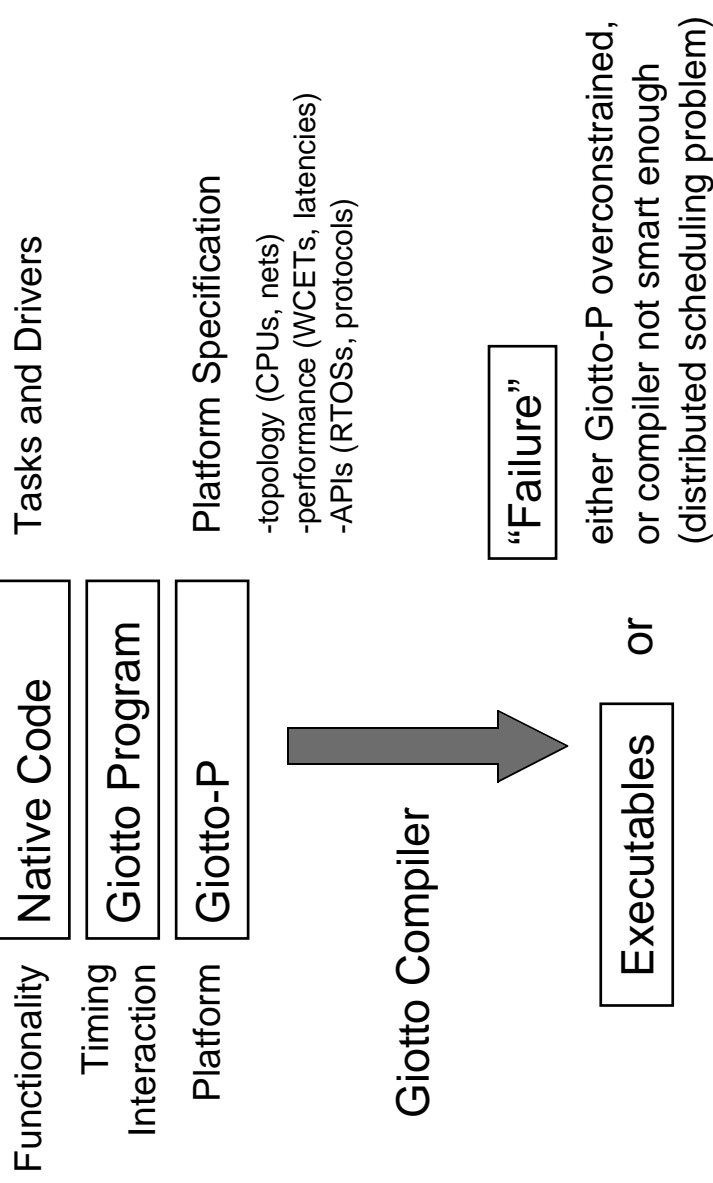 Functionality
Native Code
Tasks and Drivers
Timing
Interaction
Giotto Program
Platform
Giotto-P
Platform Specification
-topology (CPUs, nets)
-performance (WCETs, latencies)
-APIs (RTOSs, protocols)
Giotto Compiler
Executables
or
“Failure”
either Giotto-P overconstrained,
or compiler not smart enough
(distributed scheduling problem)